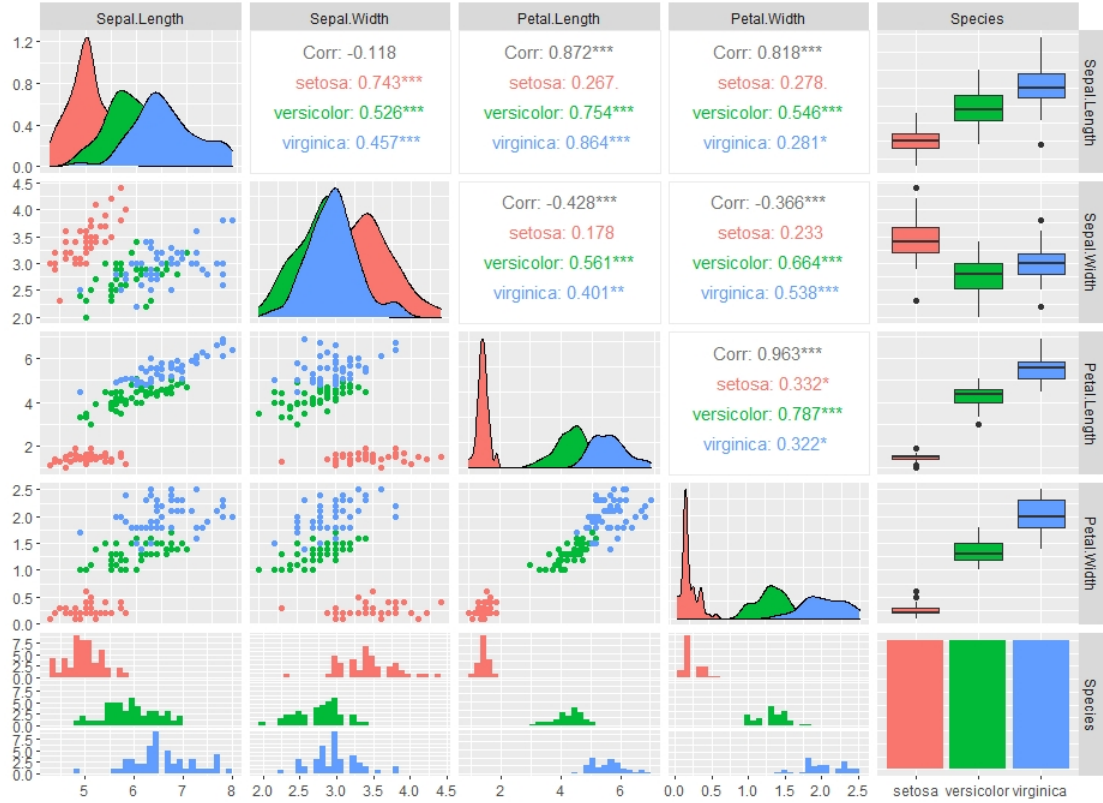 Sepal.Length Sepal.Width Petal.Length Petal.Width Species
1.2
0.8
0.4
0.0
Corr: -0.118
setosa: 0.743***
versicolor: 0.526***
virginica: 0.457***
Corr: 0.872***
setosa: 0.267.
versicolor: 0.754***
virginica: 0.864***
Corr: 0.818***
setosa: 0.278.
versicolor: 0.546***
virginica: 0.281*
Sepal.Length
4.5
4.0
3.5
3.0
2.5
2.0
Corr: -0.428***
setosa: 0.178
versicolor: 0.561***
virginica: 0.401**
Corr: -0.366***
setosa: 0.233
versicolor: 0.664***
virginica: 0.538***
Sepal.Width
6
4
2
Corr: 0.963***
setosa: 0.332*
versicolor: 0.787***
virginica: 0.322*
Petal.Length
2.5
2.0
1.5
1.0
0.5
0.0
Petal.Width
7.5
5.0
2.5
0.0
7.5
5.0
2.5
0.0
7.5
5.0
2.5
0.0
Species
5 6 7 8 2.0 2.5 3.0 3.5 4.0 4.5 2 4 6 0.0 0.5 1.0 1.5 2.0 2.5 setosa versicolor virginica